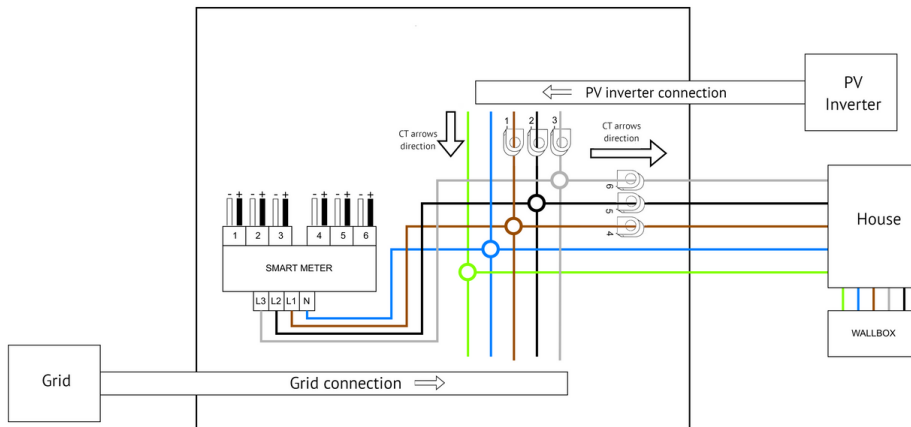 PV inverter connection
PV
Inverter
CT arrows
direction
1 2 3
CT arrows
direction
6
5
4
- + - + - + - + - + - +
1 2 3 4 5 6
SMART METER
L3 L2 L1 N
House
WALLBOX
Grid
Grid connection